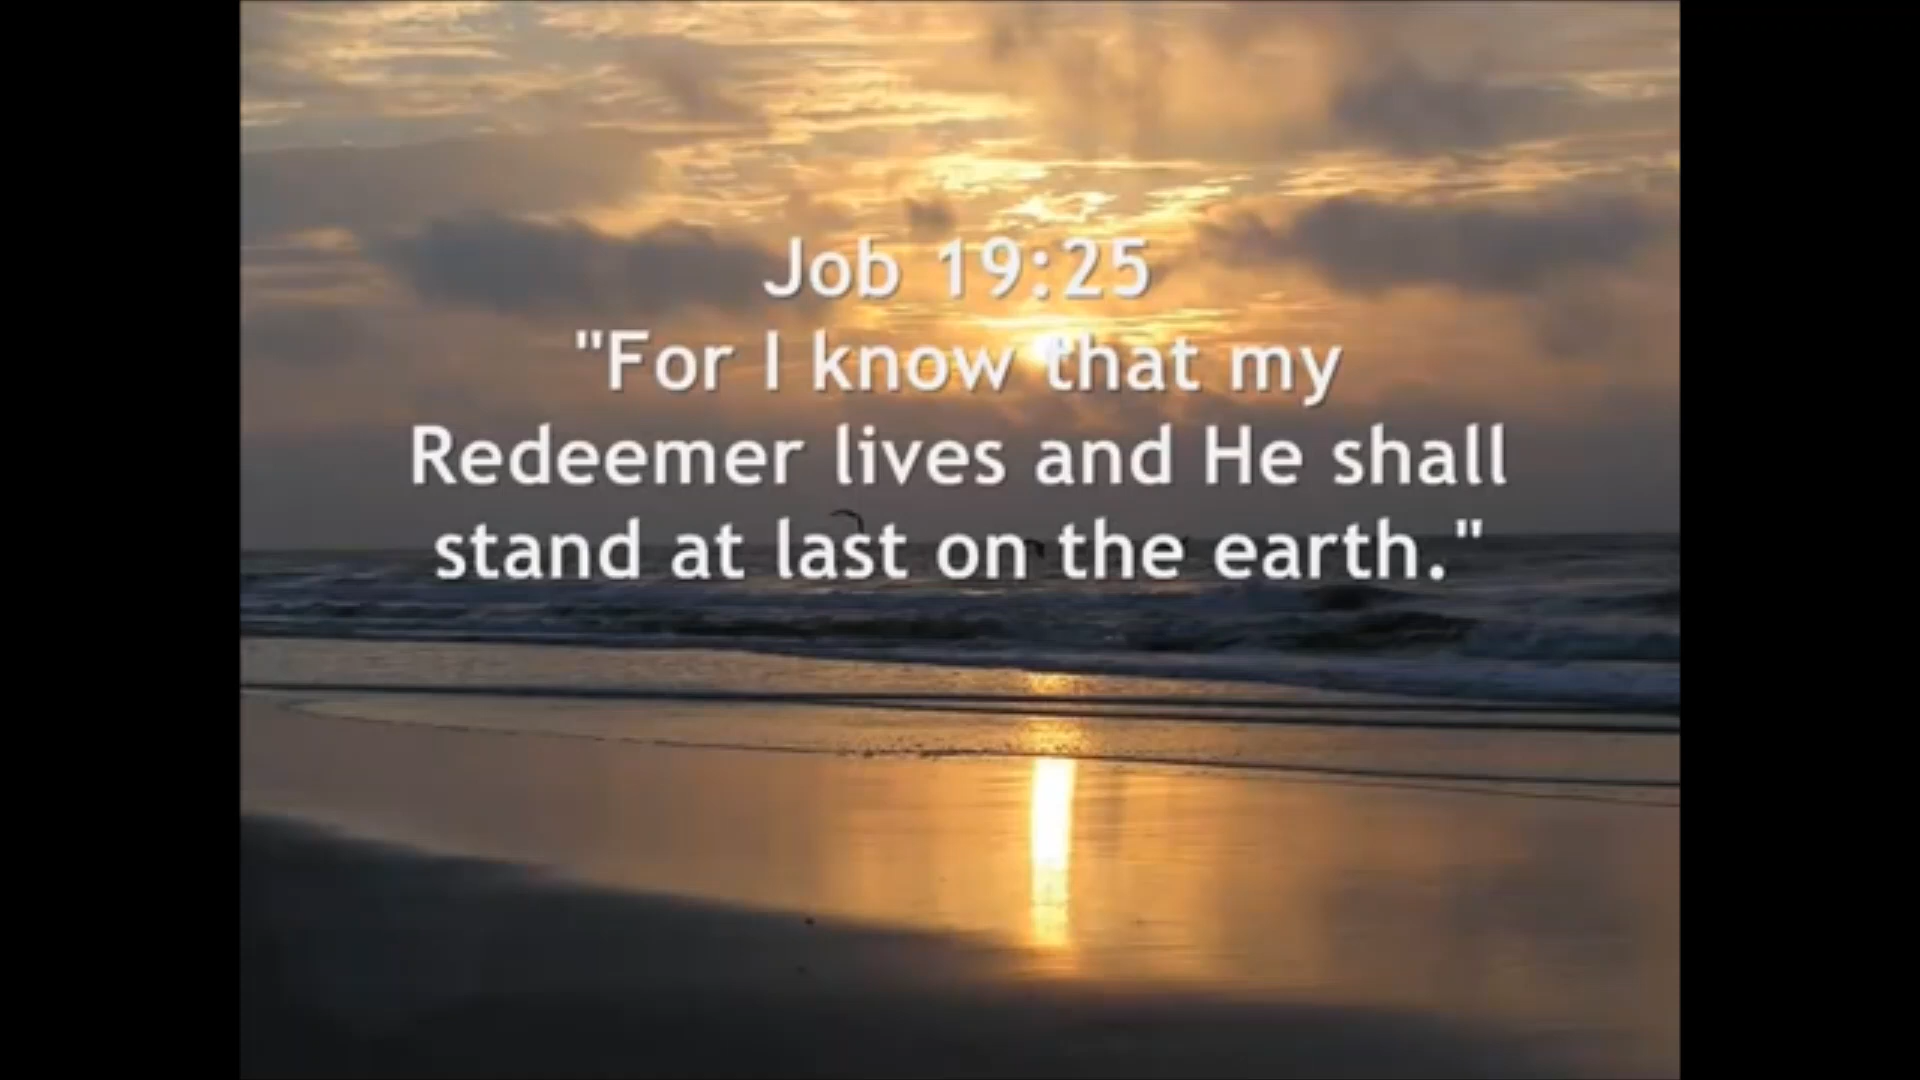 Job 19:25
"For I know that my
Redeemer lives and He shall
stand at last on the earth."